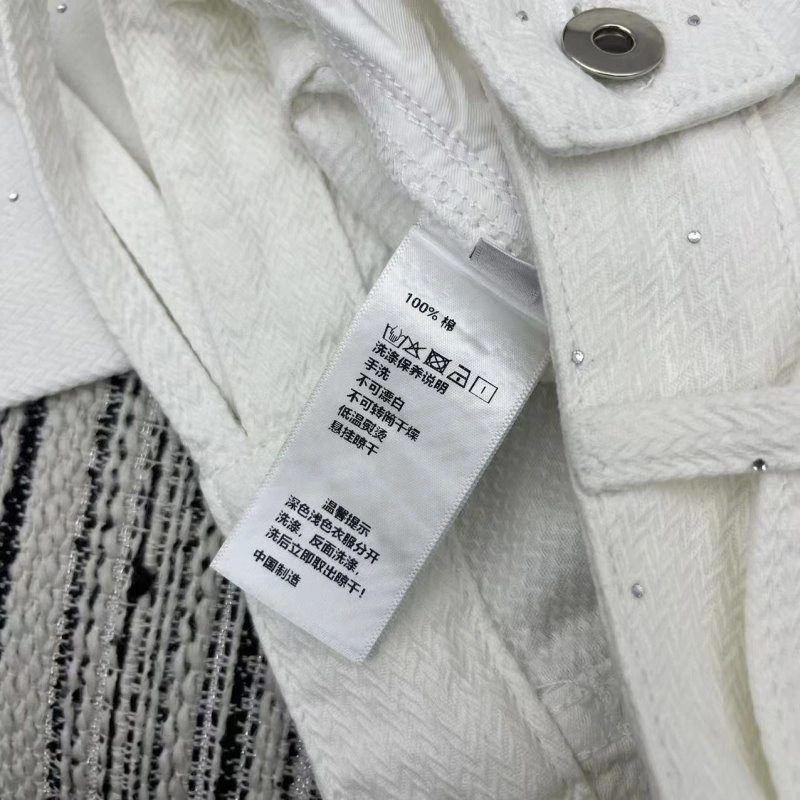 100% 棉
洗涤保养说明
手洗
不可漂白
不可转筒干燥
低温熨烫
悬挂晾干
温馨提示
深色浅色衣服分开
洗涤，反面洗涤，
洗后立即取出晾干！
中国制造